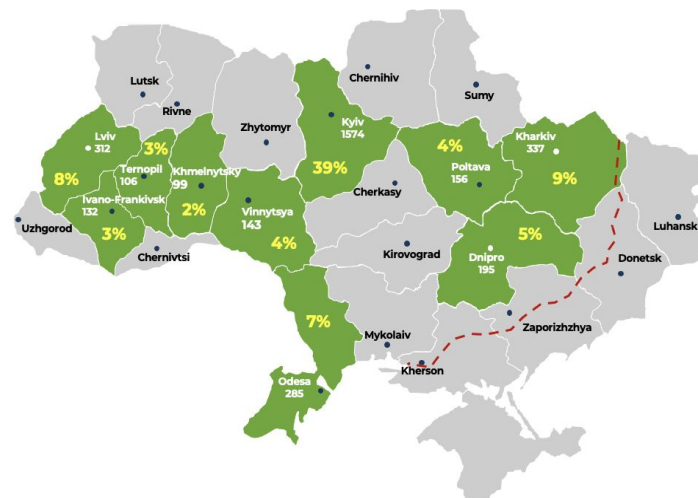 Chernihiv
Lutsk
Sumy
Rivne
Kyiv
1574
Lviv
312
Zhytomyr
Kharkiv
337
3%
4%
Ternopil
106
Khmelnytsky
99
39%
Poltava
156
8%
9%
Ivano-Frankivsk
132
Cherkasy
2%
Vinnytsya
143
Uzhgorod
3%
4%
5%
Luhansk
Chernivtsi
Kirovograd
Dnipro
195
Donetsk
7%
Mykolaiv
Zaporizhzhya
Kherson
Odesa
285